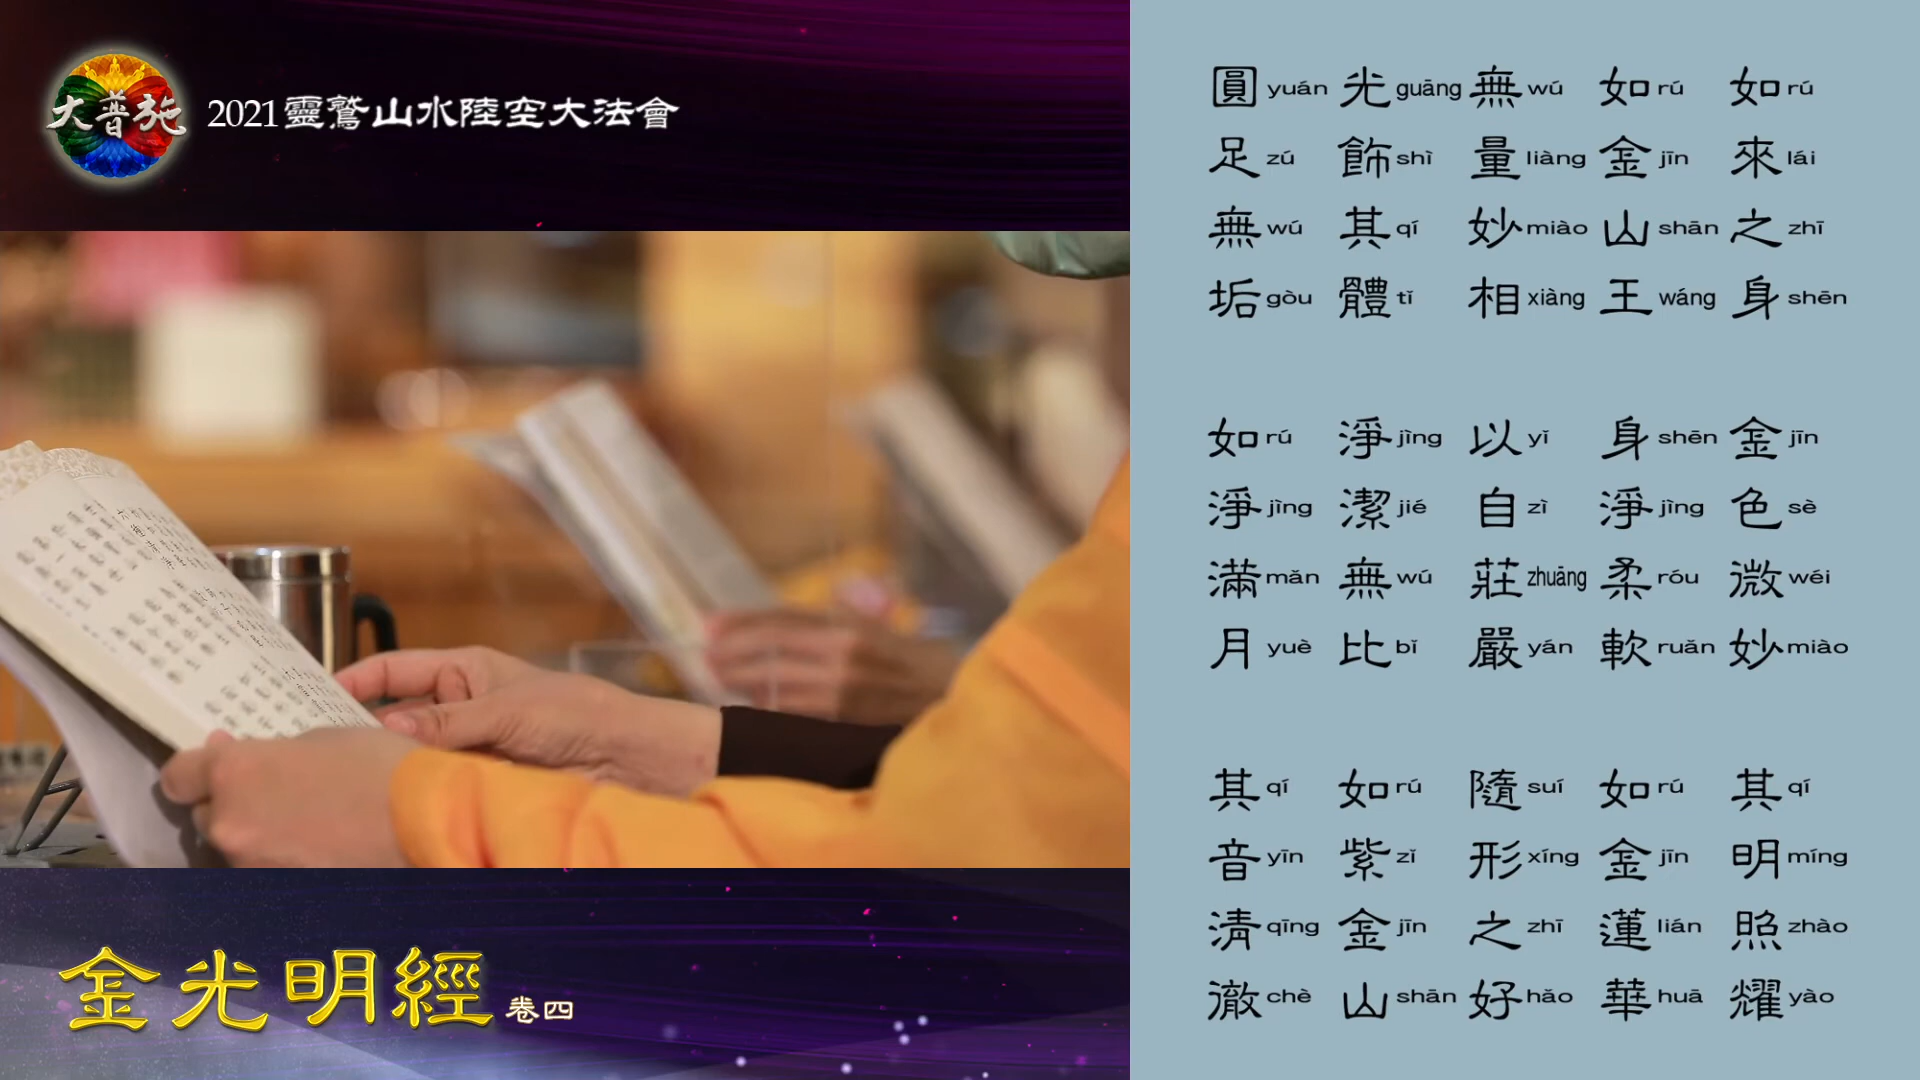 大普施
2021靈鷲山水陸空大法會
如rú 來lái 之zhī 身shēn 金jīn 色sè 微wéi 妙miào 其qí 明míng 照zhào 耀yào
如rú 金jīn 山shān 王wáng 身shēn 淨jìng 柔róu 軟ruǎn 如rú 金jīn 蓮lián 華huā
無wú 量liàng 妙miào 相xiàng 以yǐ 自zì 莊zhuāng 嚴yán 隨suí 形xíng 之zhī 好hǎo
光guāng 飾shì 其qí 體tǐ 淨jìng 潔jié 無wú 比bǐ 如rú 紫zǐ 金jīn 山shān
圓yuán 足zú 無wú 垢gòu 如rú 淨jìng 滿mǎn 月yuè 其qí 音yīn 清qīng 徹chè
金光明經 卷四